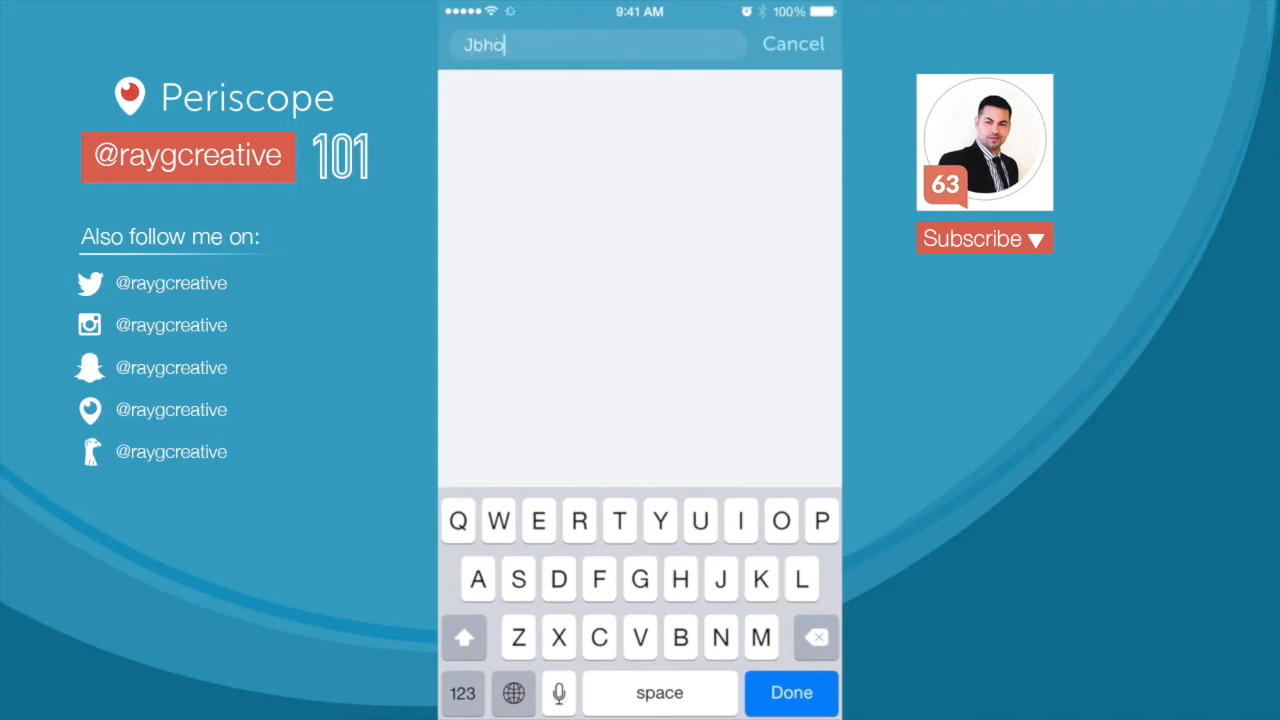 9:41 AM
100%
Jbho
Cancel
Periscope
@raygcreative
101
Also follow me on:
@raygcreative
@raygcreative
@raygcreative
@raygcreative
@raygcreative
63
Subscribe
Q W E R T Y U I O P
A S D F G H J K L
Z X C V B N M
123
space
Done